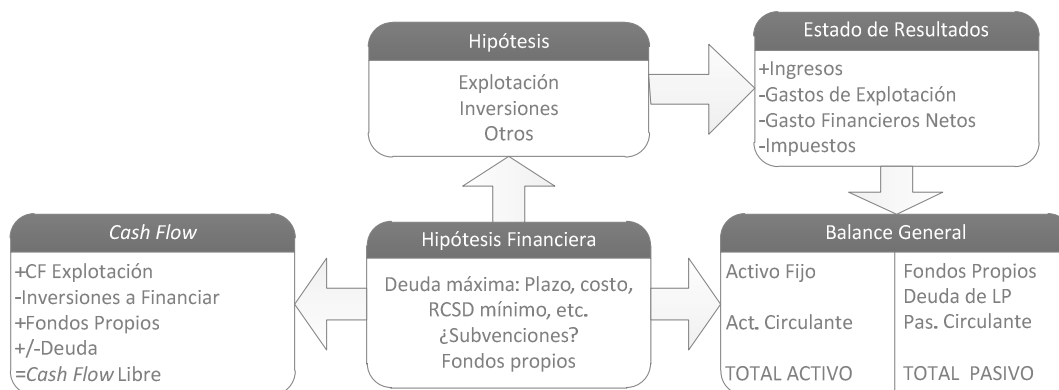 Hipótesis
Explotación
Inversiones
Otros
Estado de Resultados
+Ingresos
-Gastos de Explotación
-Gasto Financieros Netos
-Impuestos
Cash Flow
+CF Explotación
-Inversiones a Financiar
+Fondos Propios
+/-Deuda
=Cash Flow Libre
Hipótesis Financiera
Deuda máxima: Plazo, costo,
RCSD mínimo, etc.
¿Subvenciones?
Fondos propios
Balance General
Activo Fijo
Act. Circulante
TOTAL ACTIVO
Fondos Propios
Deuda de LP
Pas. Circulante
TOTAL PASIVO